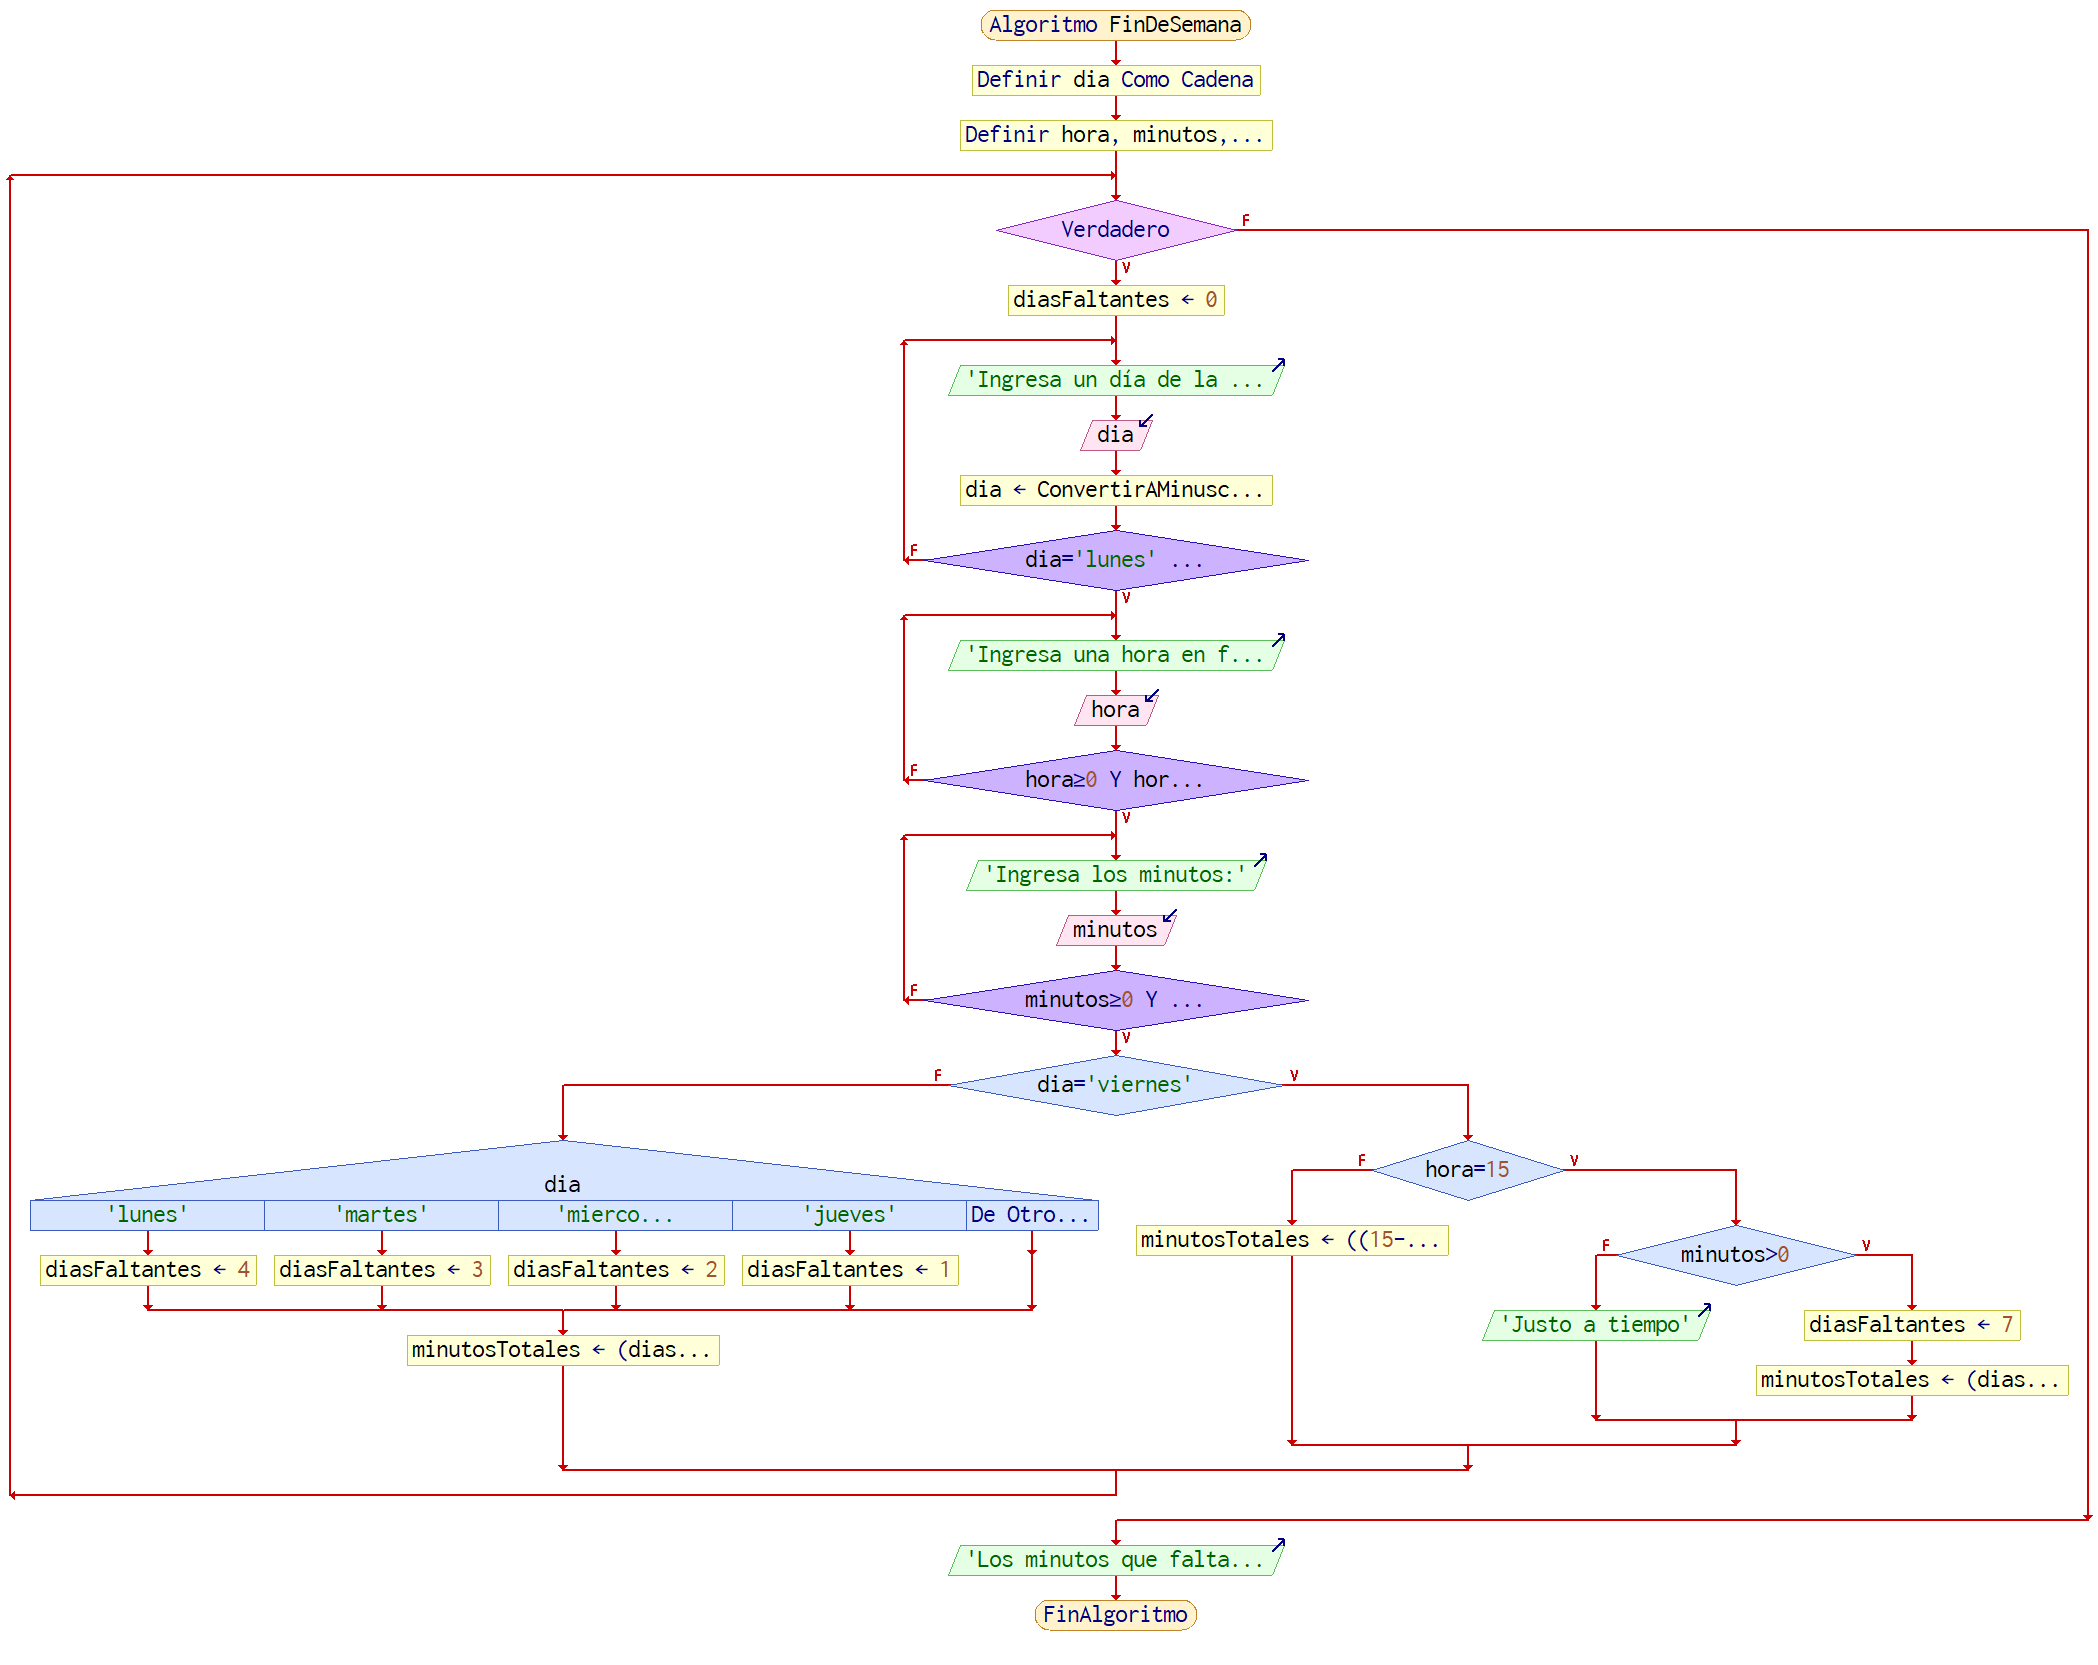 Algoritmo FinDeSemana
Definir dia Como Cadena
Definir hora, minutos,...
Verdadero
F
V
diasFaltantes ← 0
'Ingresa un día de la ...
dia
dia ← ConvertirAMinusc...
F
dia='lunes' ...
V
'Ingresa una hora en f...
hora
F
hora≥0 Y hor...
V
'Ingresa los minutos:'
minutos
F
minutos≥0 Y ...
V
F
dia='viernes'
V
dia
'lunes'
'martes'
'mierco...
'jueves'
De Otro...
diasFaltantes ← 4
diasFaltantes ← 3
diasFaltantes ← 2
diasFaltantes ← 1
minutosTotales ← (dias...
F
hora=15
V
minutosTotales ← ((15-...
F
minutos>0
V
'Justo a tiempo'
diasFaltantes ← 7
minutosTotales ← (dias...
'Los minutos que falta...
FinAlgoritmo